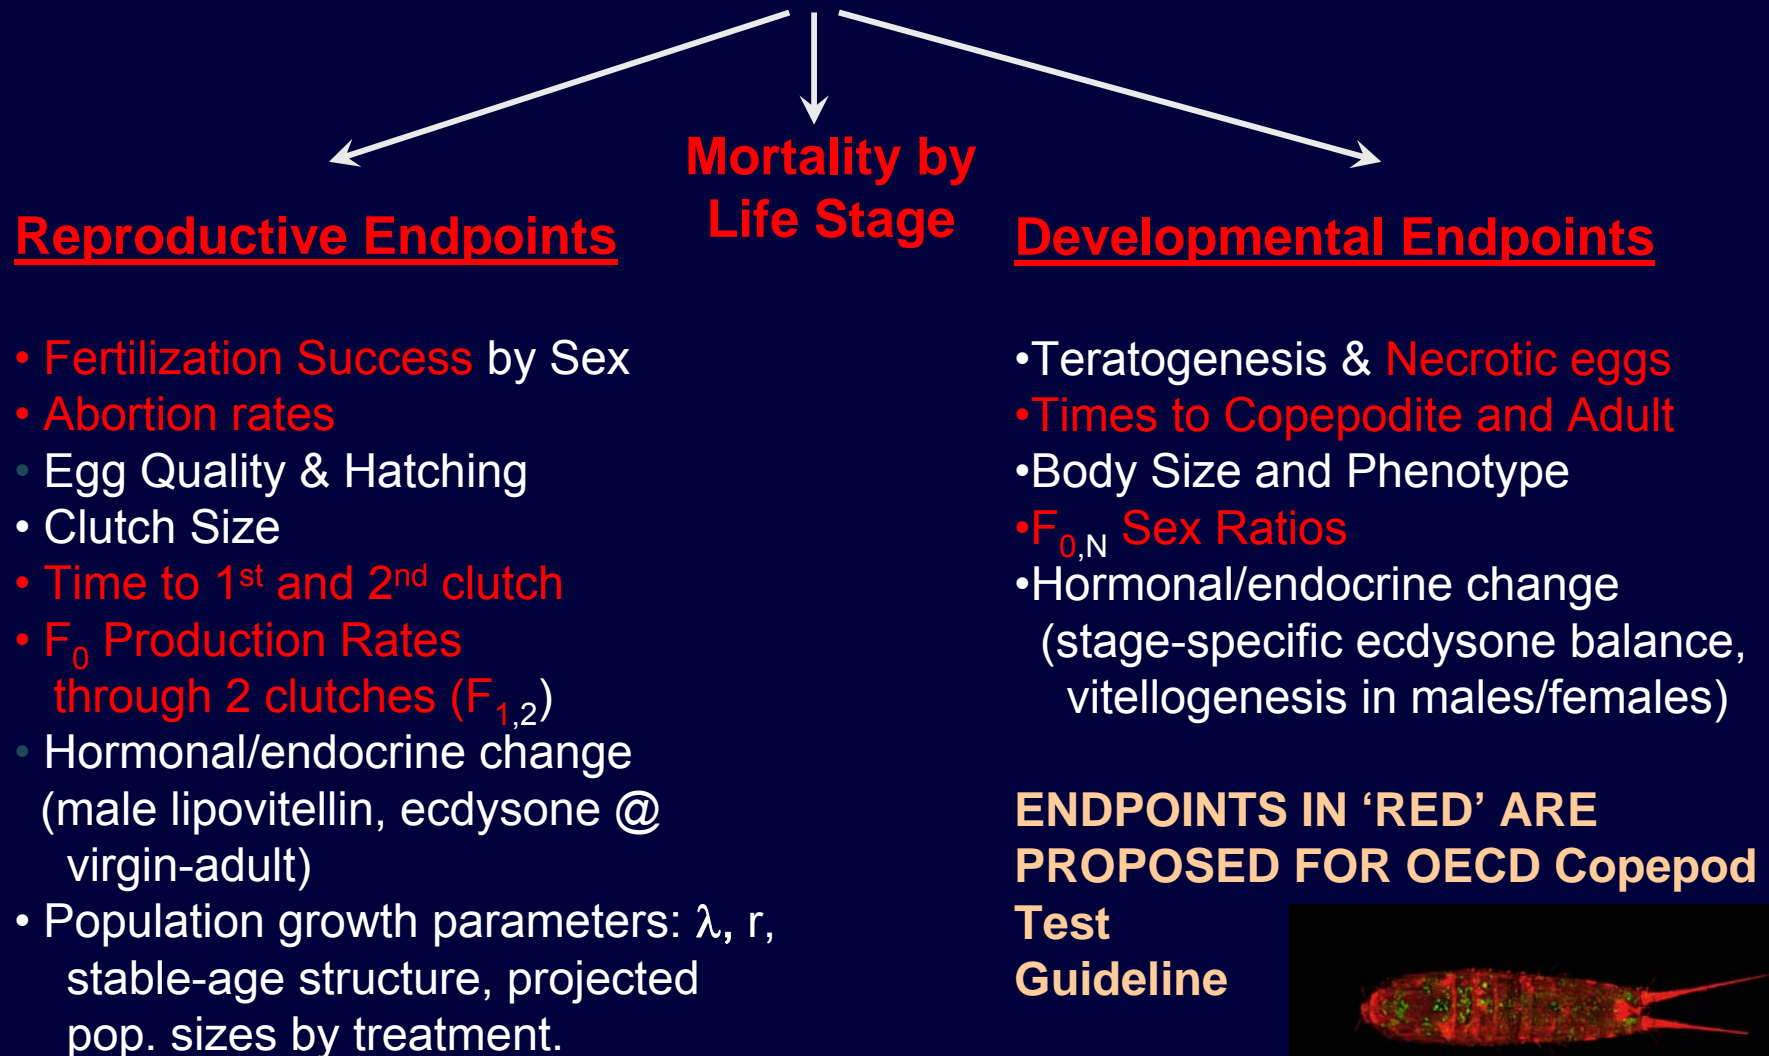 Mortality by
Life Stage
Reproductive Endpoints
• Fertilization Success by Sex
• Abortion rates
• Egg Quality & Hatching
• Clutch Size
• Time to 1st and 2nd clutch
• F0 Production Rates
through 2 clutches (F1,2)
• Hormonal/endocrine change
(male lipovitellin, ecdysone @
virgin-adult)
• Population growth parameters: λ, r,
stable-age structure, projected
pop. sizes by treatment.
Developmental Endpoints
•Teratogenesis & Necrotic eggs
•Times to Copepodite and Adult
•Body Size and Phenotype
•F0,N Sex Ratios
•Hormonal/endocrine change
(stage-specific ecdysone balance,
vitellogenesis in males/females)
ENDPOINTS IN ‘RED’ ARE
PROPOSED FOR OECD Copepod
Test
Guideline